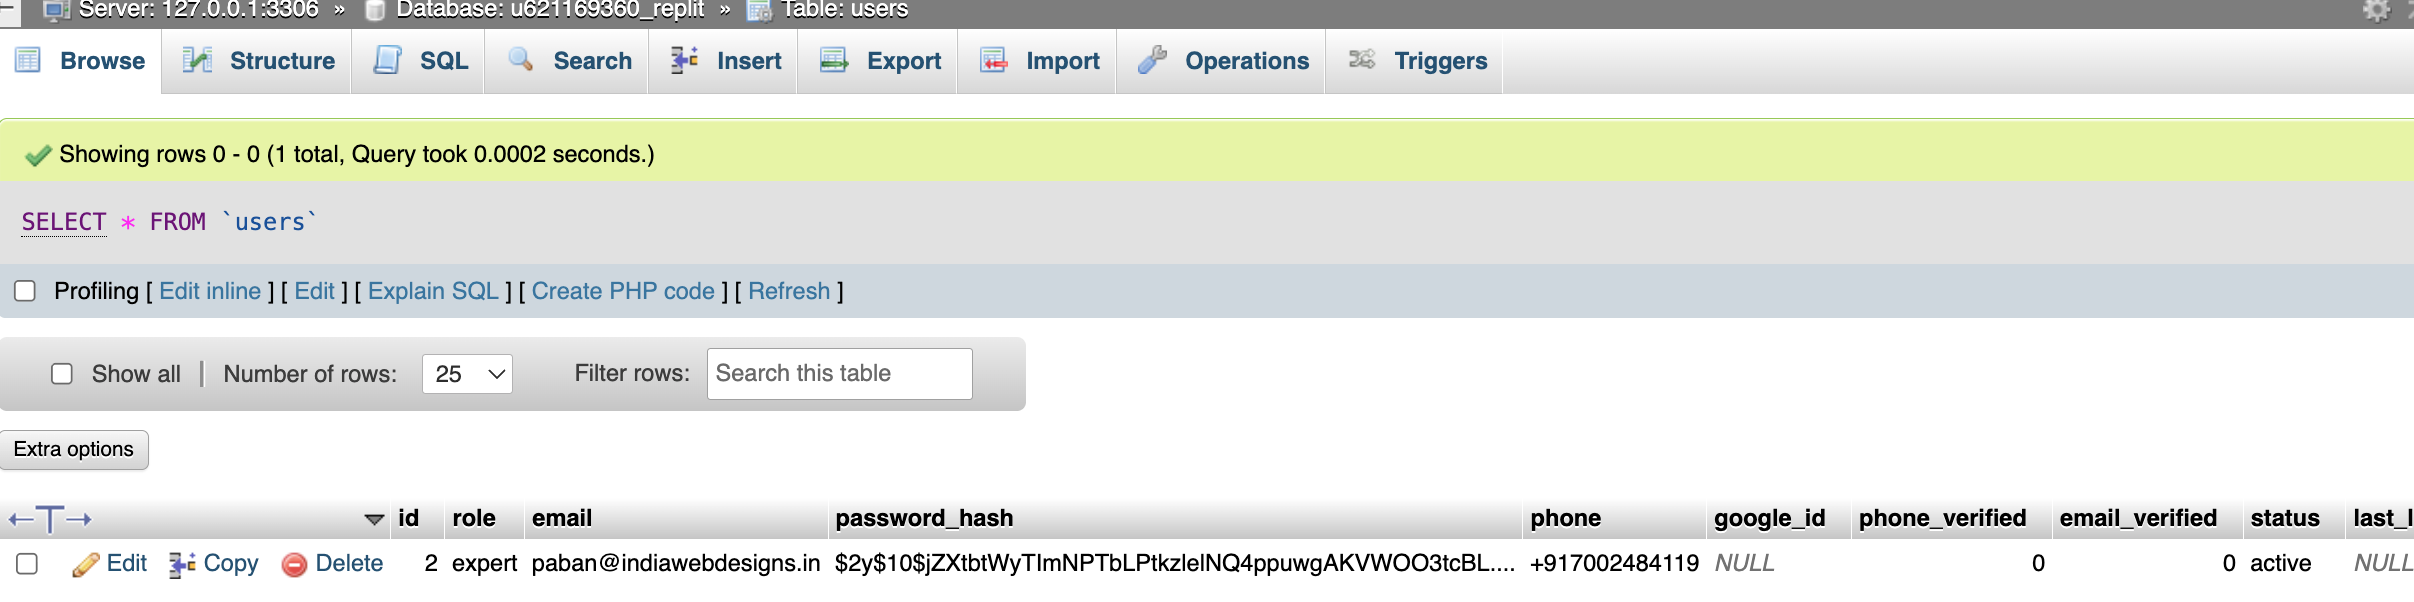 Server: 127.0.0.1:3306 » Database: u621169360_replit » Table: users
Browse Structure SQL Search Insert Export Import Operations Triggers
Showing rows 0 - 0 (1 total, Query took 0.0002 seconds.)
SELECT * FROM `users`
Profiling [ Edit inline ] [ Edit ] [ Explain SQL ] [ Create PHP code ] [ Refresh ]
Show all | Number of rows: 25 Filter rows: Search this table
Extra options
←T→ id role email password_hash phone google_id phone_verified email_verified status last_l
Edit Copy Delete 2 expert paban@indiawebdesigns.in $2y$10$jZXtbtWyTImNPTbLPtkzlelNQ4ppuwgAKVWOO3tcBL.... +917002484119 NULL 0 0 active NULL